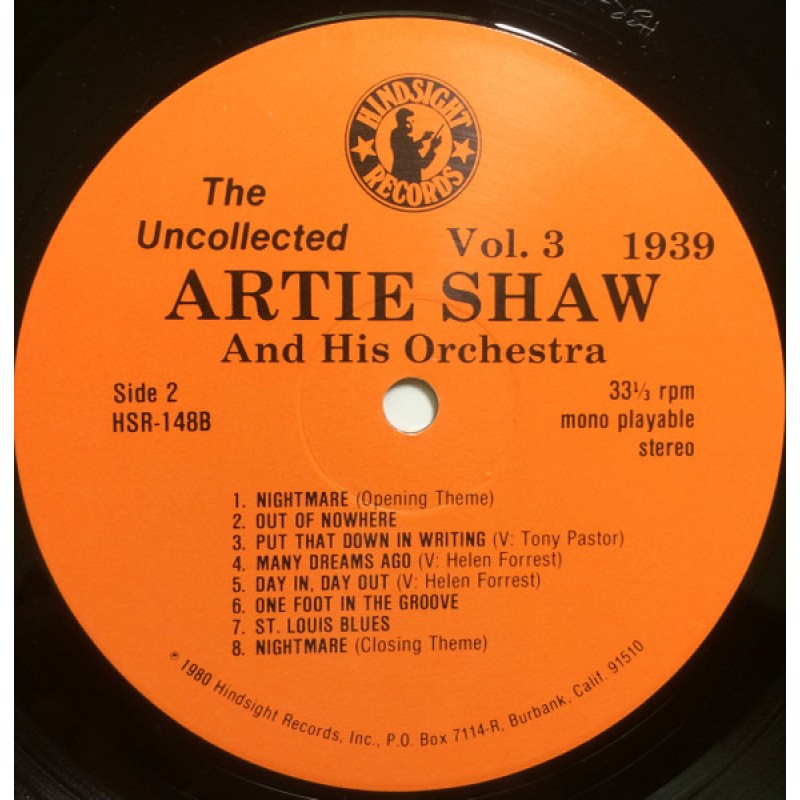 HINDSIGHT
RECORDS
The
Uncollected
Vol. 3 1939
ARTIE SHAW
And His Orchestra
Side 2
HSR-148B
33⅓ rpm
mono playable
stereo
1. NIGHTMARE (Opening Theme)
2. OUT OF NOWHERE
3. PUT THAT DOWN IN WRITING (V: Tony Pastor)
4. MANY DREAMS AGO (V: Helen Forrest)
5. DAY IN, DAY OUT (V: Helen Forrest)
6. ONE FOOT IN THE GROOVE
7. ST. LOUIS BLUES
8. NIGHTMARE (Closing Theme)
℗ 1980 Hindsight Records, Inc., P.O. Box 7114-R, Burbank, Calif. 91510